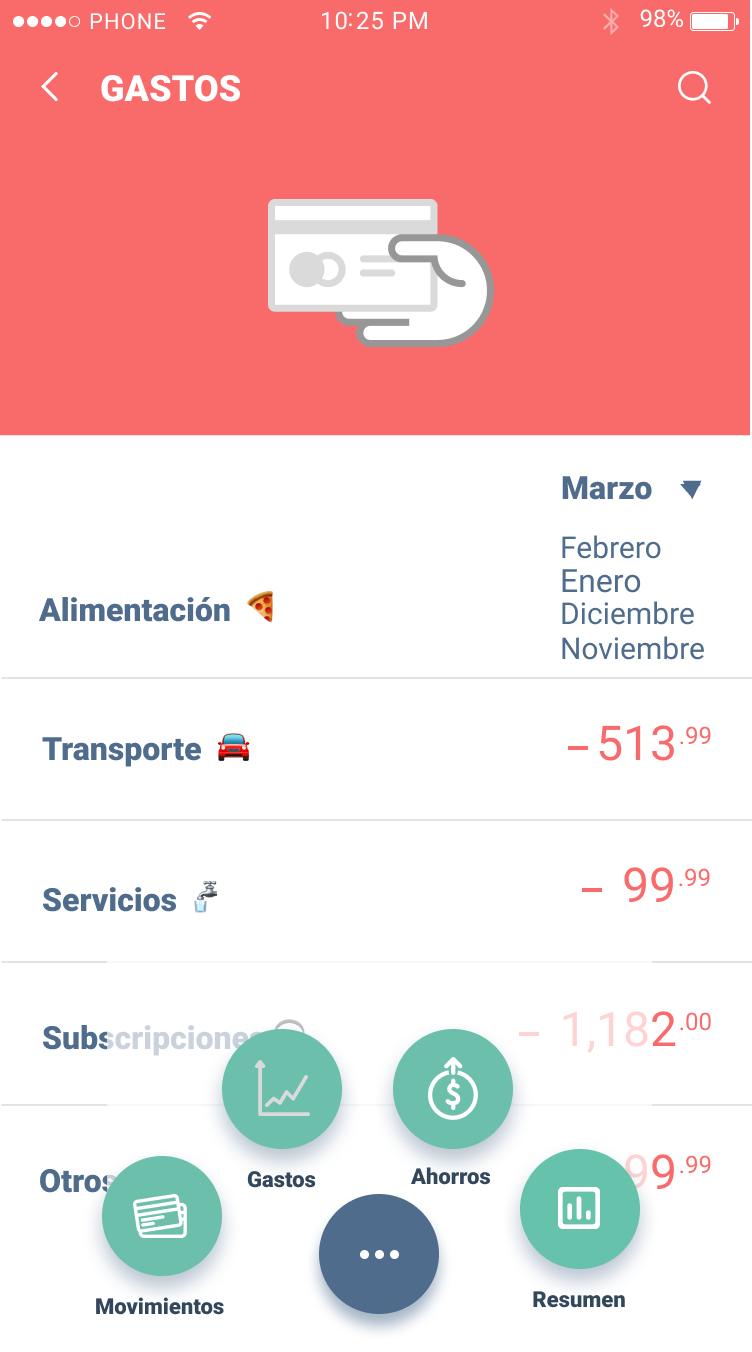 PHONE 10:25 PM 98%
GASTOS
Marzo
Febrero
Enero
Alimentación
Diciembre
Noviembre
Transporte – 513.99
Servicios – 99.99
Subscripciones – 1,182.00
Otros 99.99
Gastos
Ahorros
Movimientos
Resumen